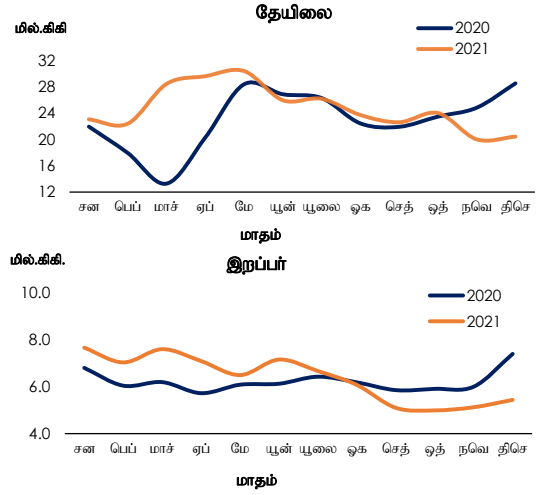 தேயிலை
மில்.கிகி
2020
2021
32
28
24
20
16
12
சன பெப் மார்ச் ஏப் மே யூன் யூலை ஓக செத் ஒத் நவெ திசெ
மாதம்
மில்.கிகி.
இறப்பர்
10.0
2020
2021
8.0
6.0
4.0
சன பெப் மார்ச் ஏப் மே யூன் யூலை ஓக செத் ஒத் நவெ திசெ
மாதம்